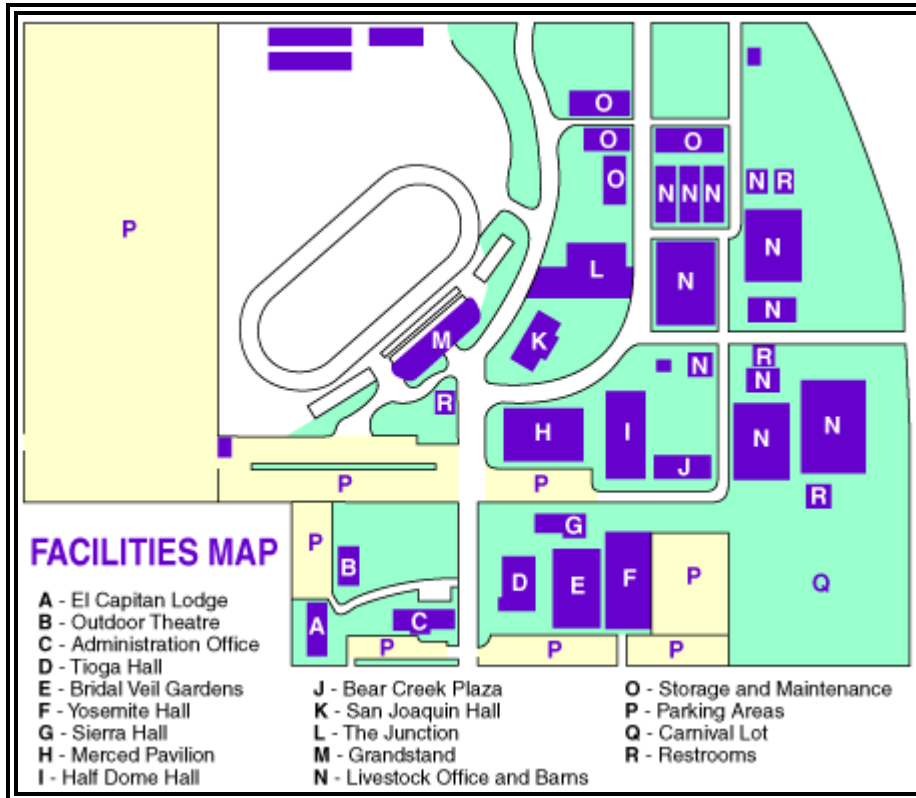 O
O
O
O
N
N
N
N
R
P
N
L
N
N
K
M
R
N
N
R
H
I
N
N
J
P
P
R
G
FACILITIES MAP
P
B
D
E
F
P
Q
A
C
P
P
P
A - El Capitan Lodge
B - Outdoor Theatre
C - Administration Office
D - Tioga Hall
E - Bridal Veil Gardens
F - Yosemite Hall
G - Sierra Hall
H - Merced Pavilion
I - Half Dome Hall
J - Bear Creek Plaza
K - San Joaquin Hall
L - The Junction
M - Grandstand
N - Livestock Office and Barns
O - Storage and Maintenance
P - Parking Areas
Q - Carnival Lot
R - Restrooms